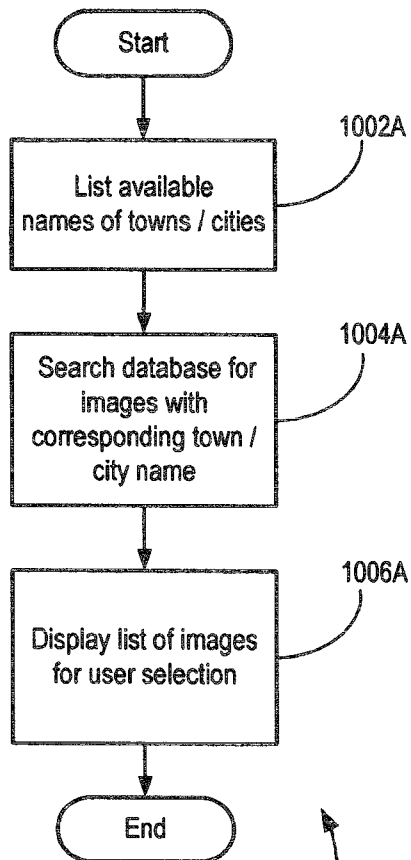 Start
1002A
List available
names of towns / cities
1004A
Search database for
images with
corresponding town /
city name
1006A
Display list of images
for user selection
End